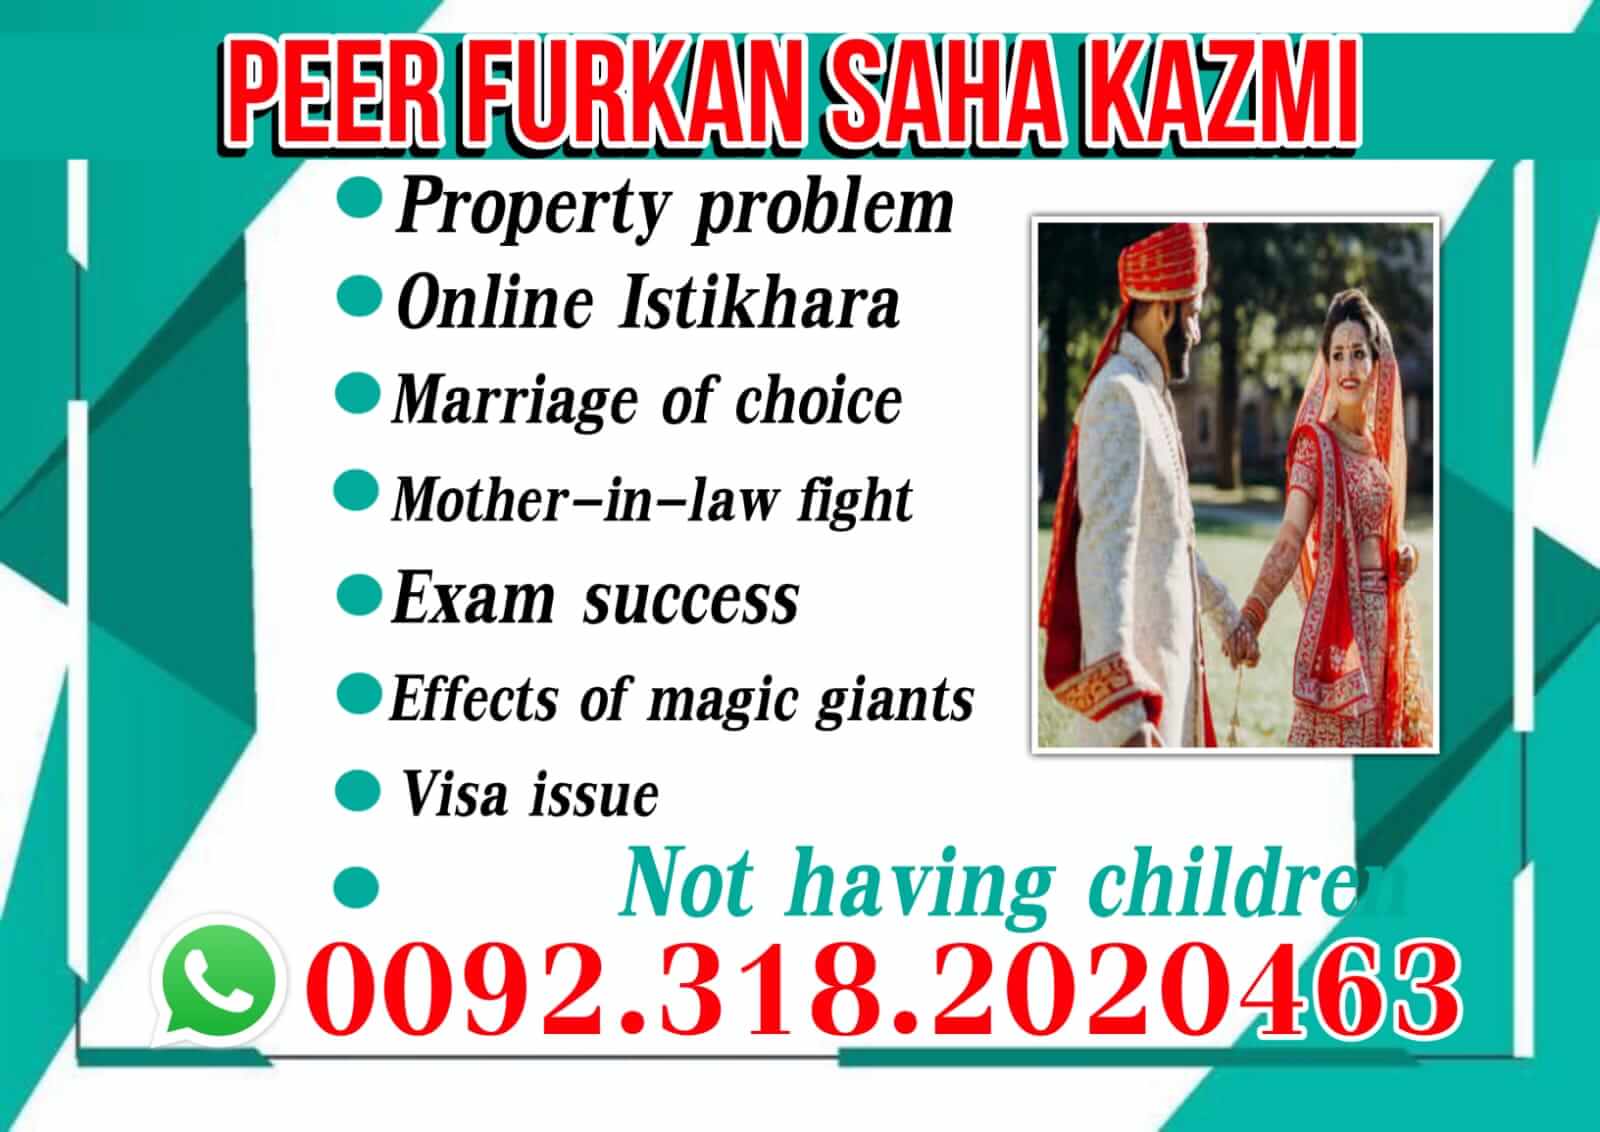 PEER FURKAN SAHA KAZMI
Property problem
Online Istikhara
Marriage of choice
Mother-in-law fight
Exam success
Effects of magic giants
Visa issue
Not having children
0092.318.2020463